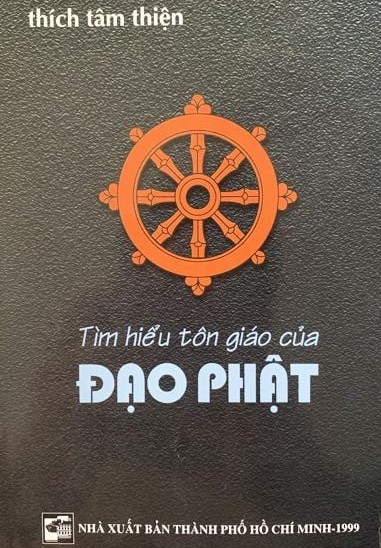 thích tâm thiện
Tìm hiểu tôn giáo của
ĐẠO PHẬT
NHÀ XUẤT BẢN THÀNH PHỐ HỒ CHÍ MINH-1999